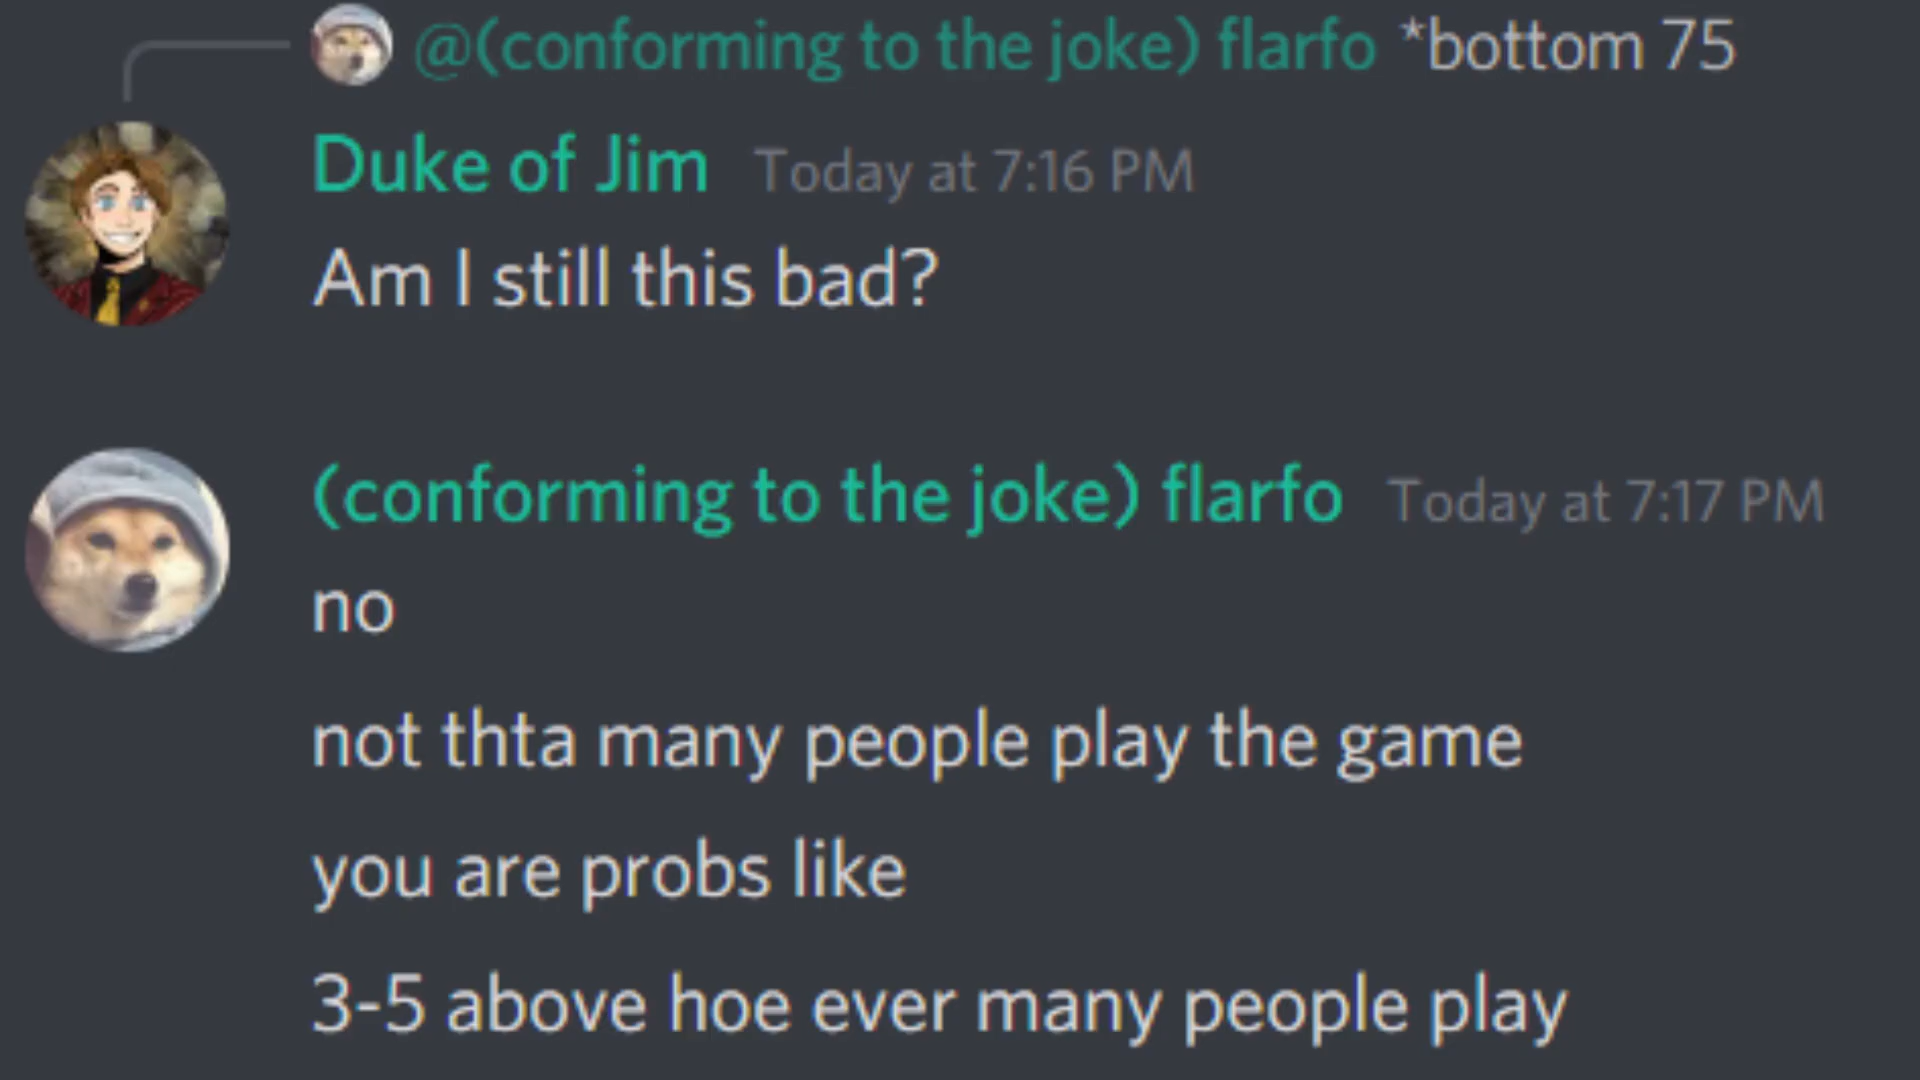 @(conforming to the joke) flarfo *bottom 75
Duke of Jim Today at 7:16 PM
Am I still this bad?
(conforming to the joke) flarfo Today at 7:17 PM
no
not thta many people play the game
you are probs like
3-5 above hoe ever many people play